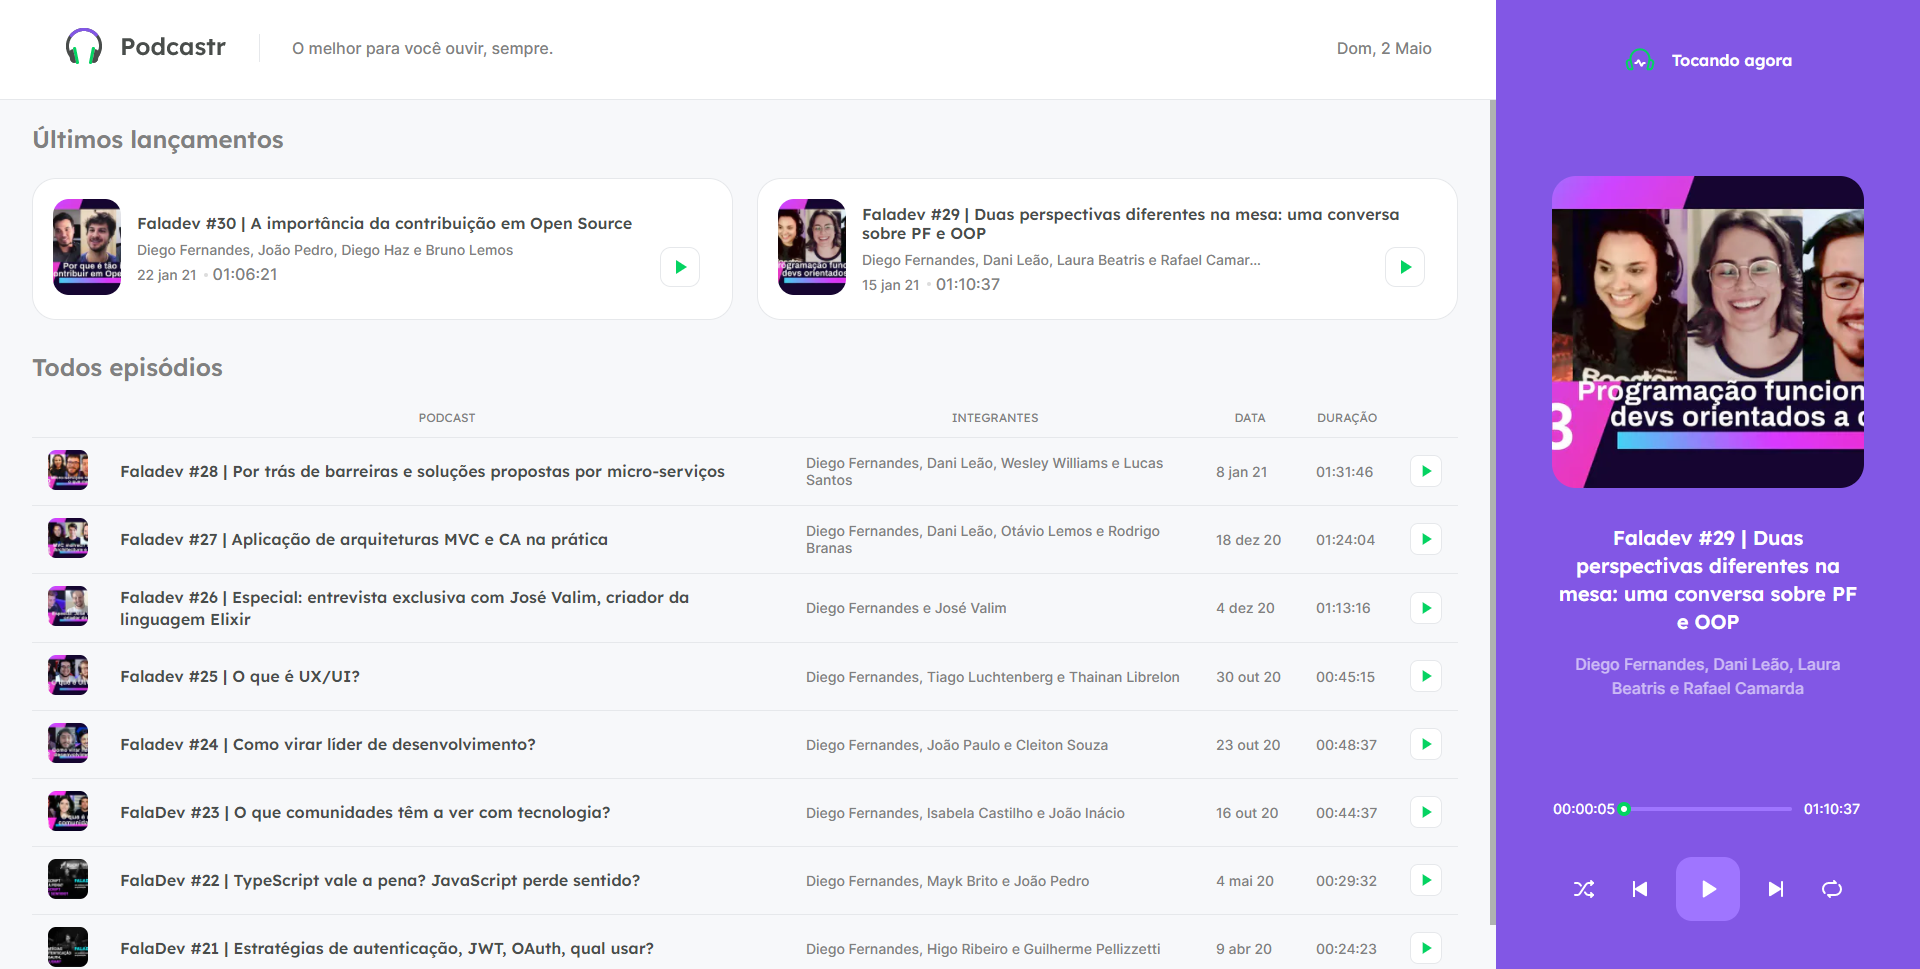 Podcastr
O melhor para você ouvir, sempre.
Dom, 2 Maio
Últimos lançamentos
Faladev #30 | A importância da contribuição em Open Source
Diego Fernandes, João Pedro, Diego Haz e Bruno Lemos
22 jan 21 • 01:06:21
Por que é tão
contribuir em Ope
Faladev #29 | Duas perspectivas diferentes na mesa: uma conversa
sobre PF e OOP
Diego Fernandes, Dani Leão, Laura Beatris e Rafael Camar...
15 jan 21 • 01:10:37
Todos episódios
PODCAST INTEGRANTES DATA DURAÇÃO
Faladev #28 | Por trás de barreiras e soluções propostas por micro-serviços
Diego Fernandes, Dani Leão, Wesley Williams e Lucas
Santos
8 jan 21
01:31:46
Faladev #27 | Aplicação de arquiteturas MVC e CA na prática
Diego Fernandes, Dani Leão, Otávio Lemos e Rodrigo
Branas
18 dez 20
01:24:04
Faladev #26 | Especial: entrevista exclusiva com José Valim, criador da
linguagem Elixir
Diego Fernandes e José Valim
4 dez 20
01:13:16
Faladev #25 | O que é UX/UI?
Diego Fernandes, Tiago Luchtenberg e Thainan Librelon
30 out 20
00:45:15
Faladev #24 | Como virar líder de desenvolvimento?
Diego Fernandes, João Paulo e Cleiton Souza
23 out 20
00:48:37
FalaDev #23 | O que comunidades têm a ver com tecnologia?
Diego Fernandes, Isabela Castilho e João Inácio
16 out 20
00:44:37
FalaDev #22 | TypeScript vale a pena? JavaScript perde sentido?
Diego Fernandes, Mayk Brito e João Pedro
4 mai 20
00:29:32
FalaDev #21 | Estratégias de autenticação, JWT, OAuth, qual usar?
Diego Fernandes, Higo Ribeiro e Guilherme Pellizzetti
9 abr 20
00:24:23
Tocando agora
Programação funcion
devs orientados a
3
Faladev #29 | Duas
perspectivas diferentes na
mesa: uma conversa sobre PF
e OOP
Diego Fernandes, Dani Leão, Laura
Beatris e Rafael Camarda
00:00:05
01:10:37